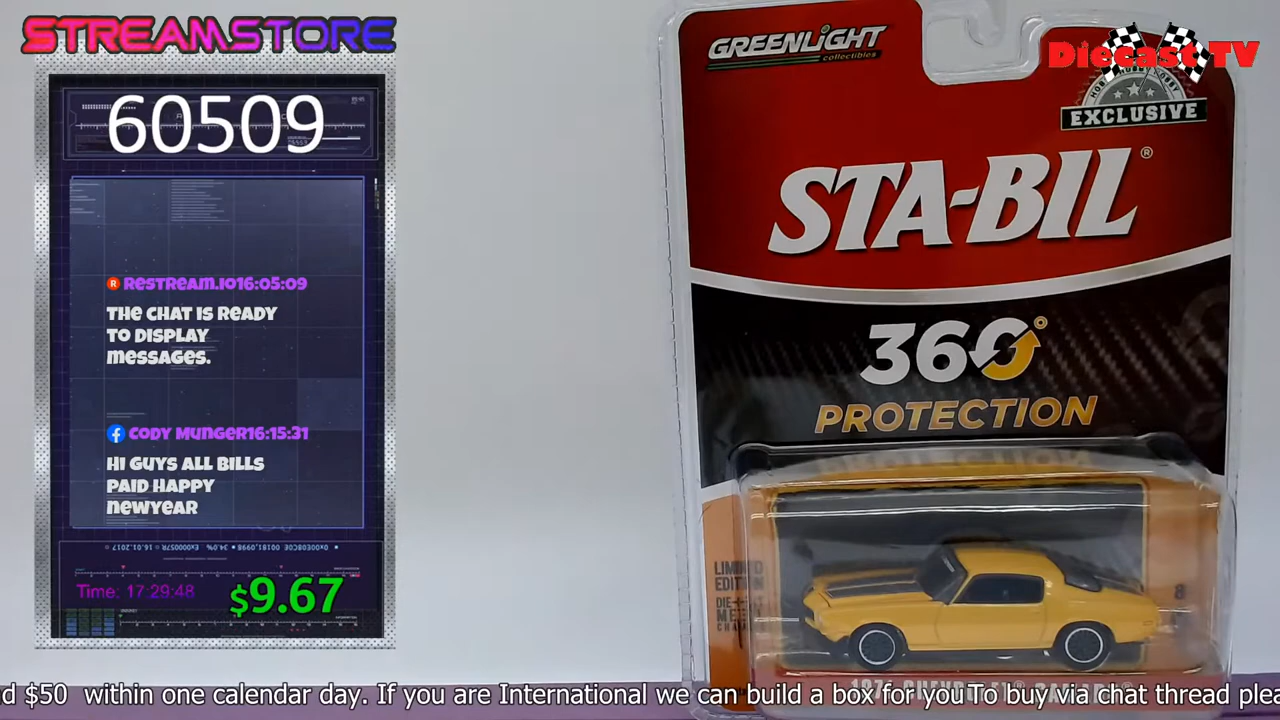 STREAMSTORE
60509
Restream.io16:05:09
THE CHAT IS READY
TO DISPLAY
MESSAGES.
Cody Munger16:15:31
HI GUYS ALL BILLS
PAID HAPPY
NEWYEAR
Time: 17:29:48
$9.67
GREENLIGHT
collectibles
Diecast TV
EXCLUSIVE
STA-BIL®
360°
PROTECTION
LIMITED
EDITION
d $50 within one calendar day. If you are International we can build a box for you To buy via chat thread plea